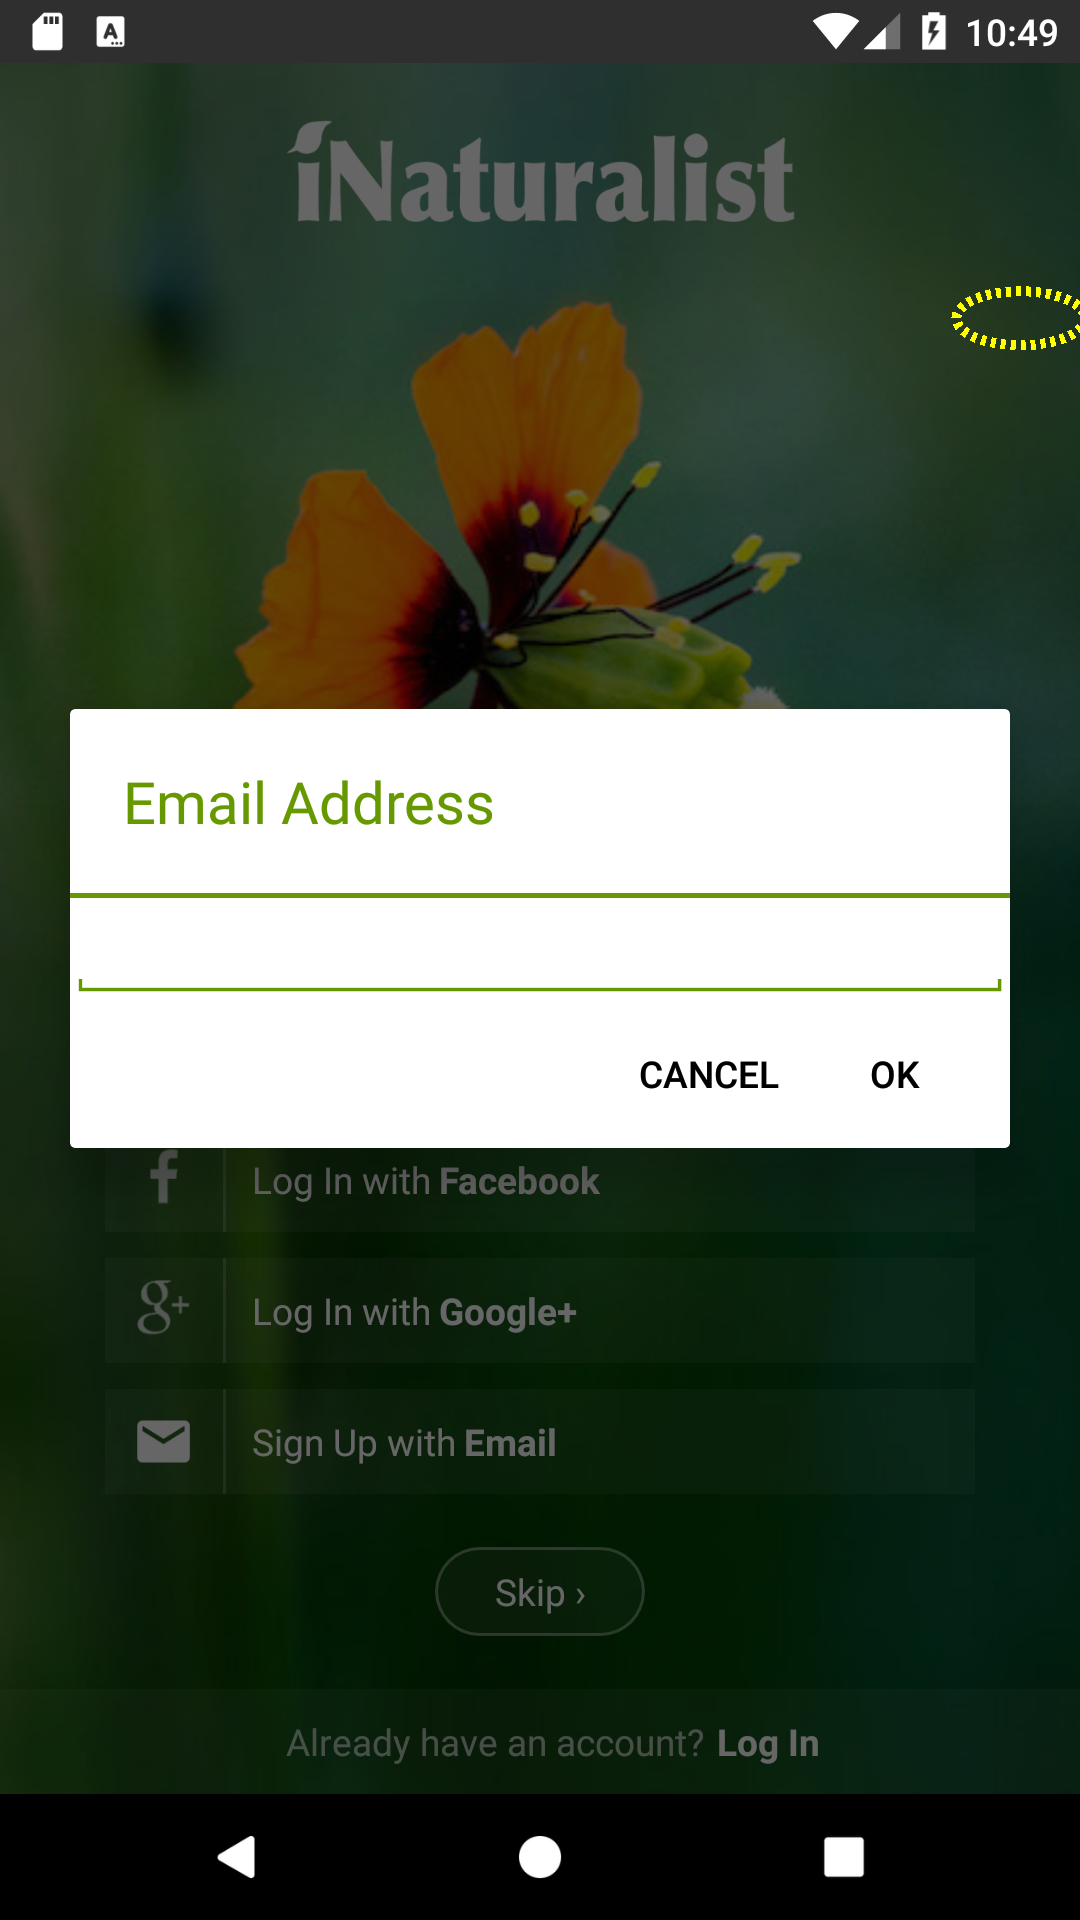 10:49
iNaturalist
Email Address
CANCEL OK
Log In with Facebook
g+ Log In with Google+
Sign Up with Email
Skip ›
Already have an account? Log In